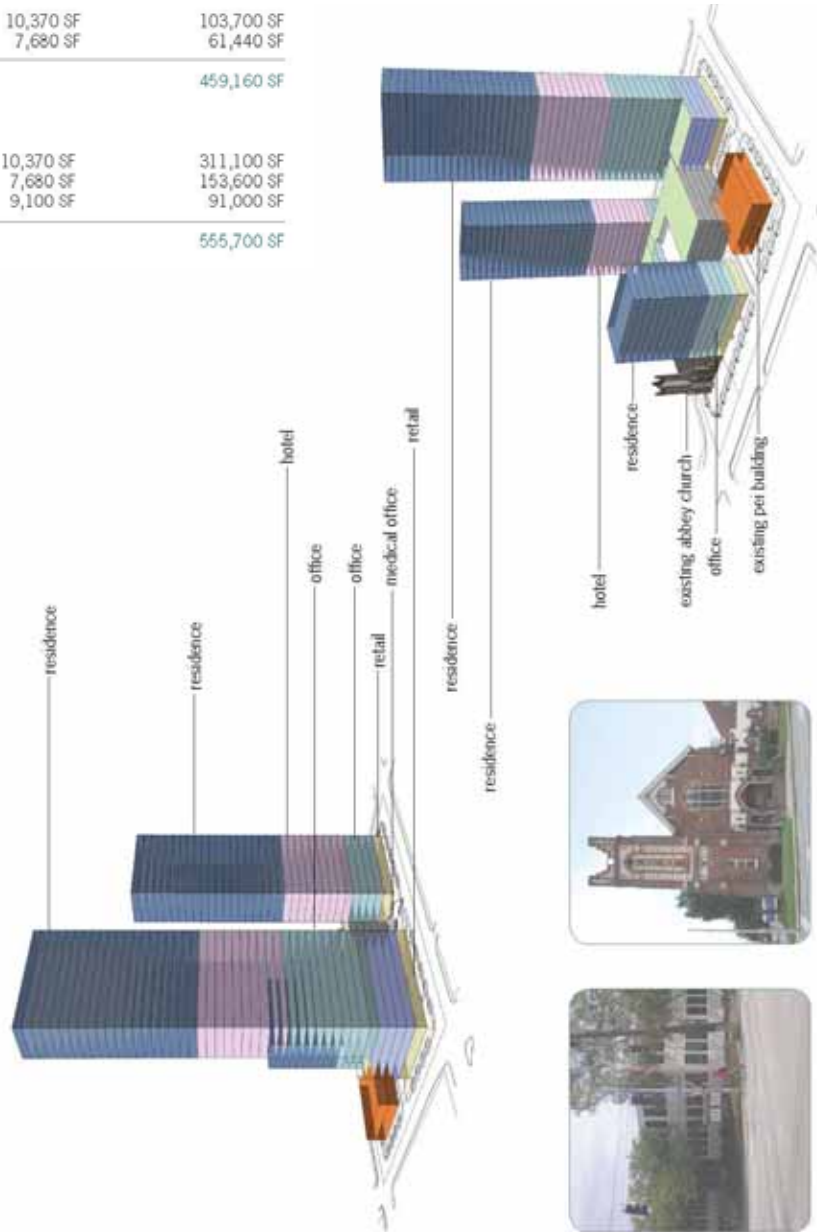 10,370 SF 103,700 SF
7,680 SF 61,440 SF
459,160 SF
10,370 SF 311,100 SF
7,680 SF 153,600 SF
9,100 SF 91,000 SF
555,700 SF
residence
residence
hotel
office
office
retail
medical office
retail
residence
residence
hotel
residence
existing abbey church
office
existing pei building